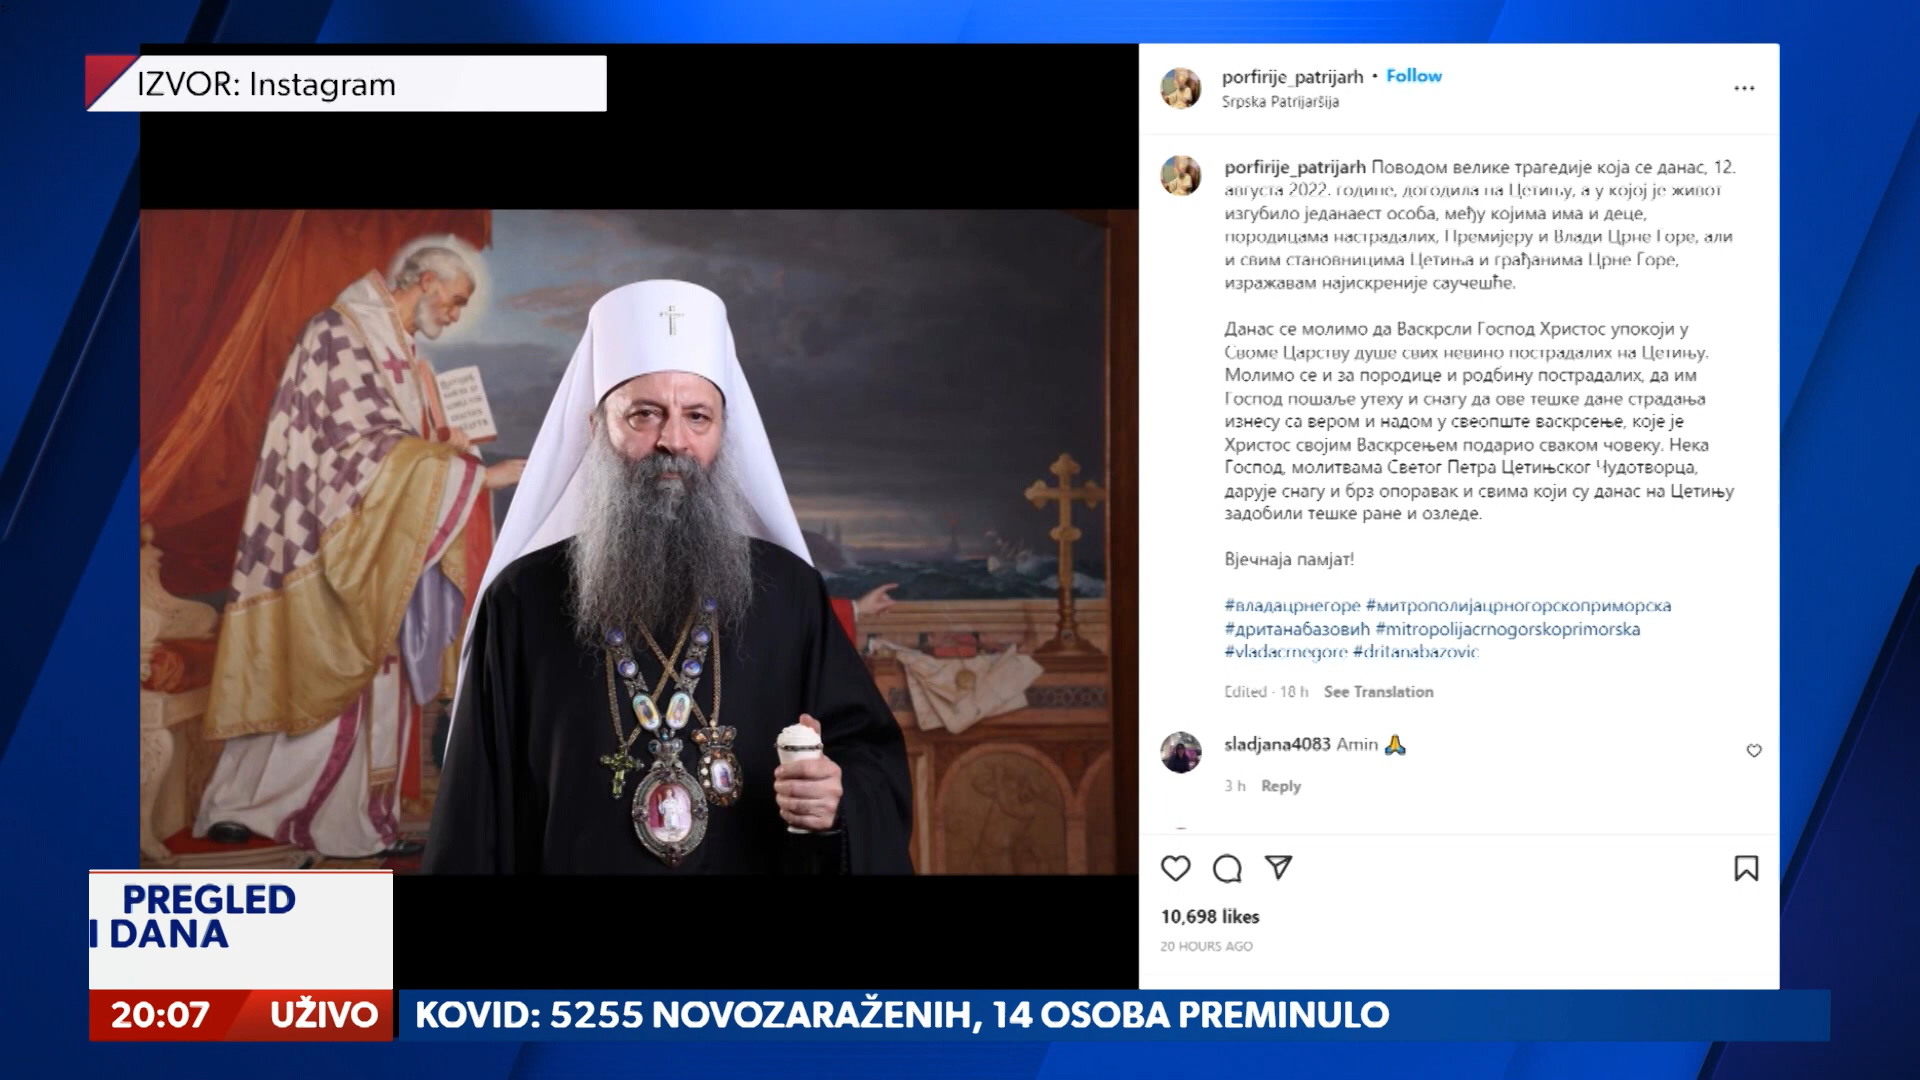 IZVOR: Instagram
porfirije_patrijarh • Follow
Srpska Patrijaršija
porfirije_patrijarh Поводом велике трагедије која се данас, 12.
августа 2022. године, догодила на Цетињу, а у којој је живот
изгубило једанаест особа, међу којима има и деце,
породицама настрадалих, Премијеру и Влади Црне Горе, али
и свим становницима Цетиња и грађанима Црне Горе,
изражавам најискреније саучешће.
Данас се молимо да Васкрсли Господ Христос упокоји у
Своме Царству душе свих невино пострадалих на Цетињу.
Молимо се и за породице и родбину пострадалих, да им
Господ пошаље утеху и снагу да ове тешке дане страдања
изнесу са вером и надом у свеопште васкрсење, које је
Христос својим Васкрсењем подарио сваком човеку. Нека
Господ, молитвама Светог Петра Цетињског Чудотворца,
дарује снагу и брз опоравак и свима који су данас на Цетињу
задобили тешке ране и озледе.
Вјечнаја памјат!
#владацрнегоре #митрополијацрногорскоприморска
#дританабазовић #mitropolijacrnogorskoprimorska
#vladacrnegore #dritanabazovic
Edited · 18 h See Translation
sladjana4083 Amin 🙏
3 h Reply
10,698 likes
20 HOURS AGO
PREGLED
I DANA
20:07 UŽIVO
KOVID: 5255 NOVOZARAŽENIH, 14 OSOBA PREMINULO